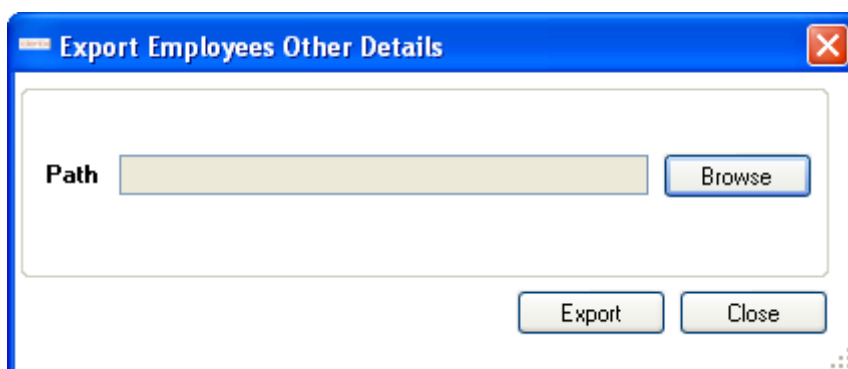 Export Employees Other Details
Path
Browse
Export
Close